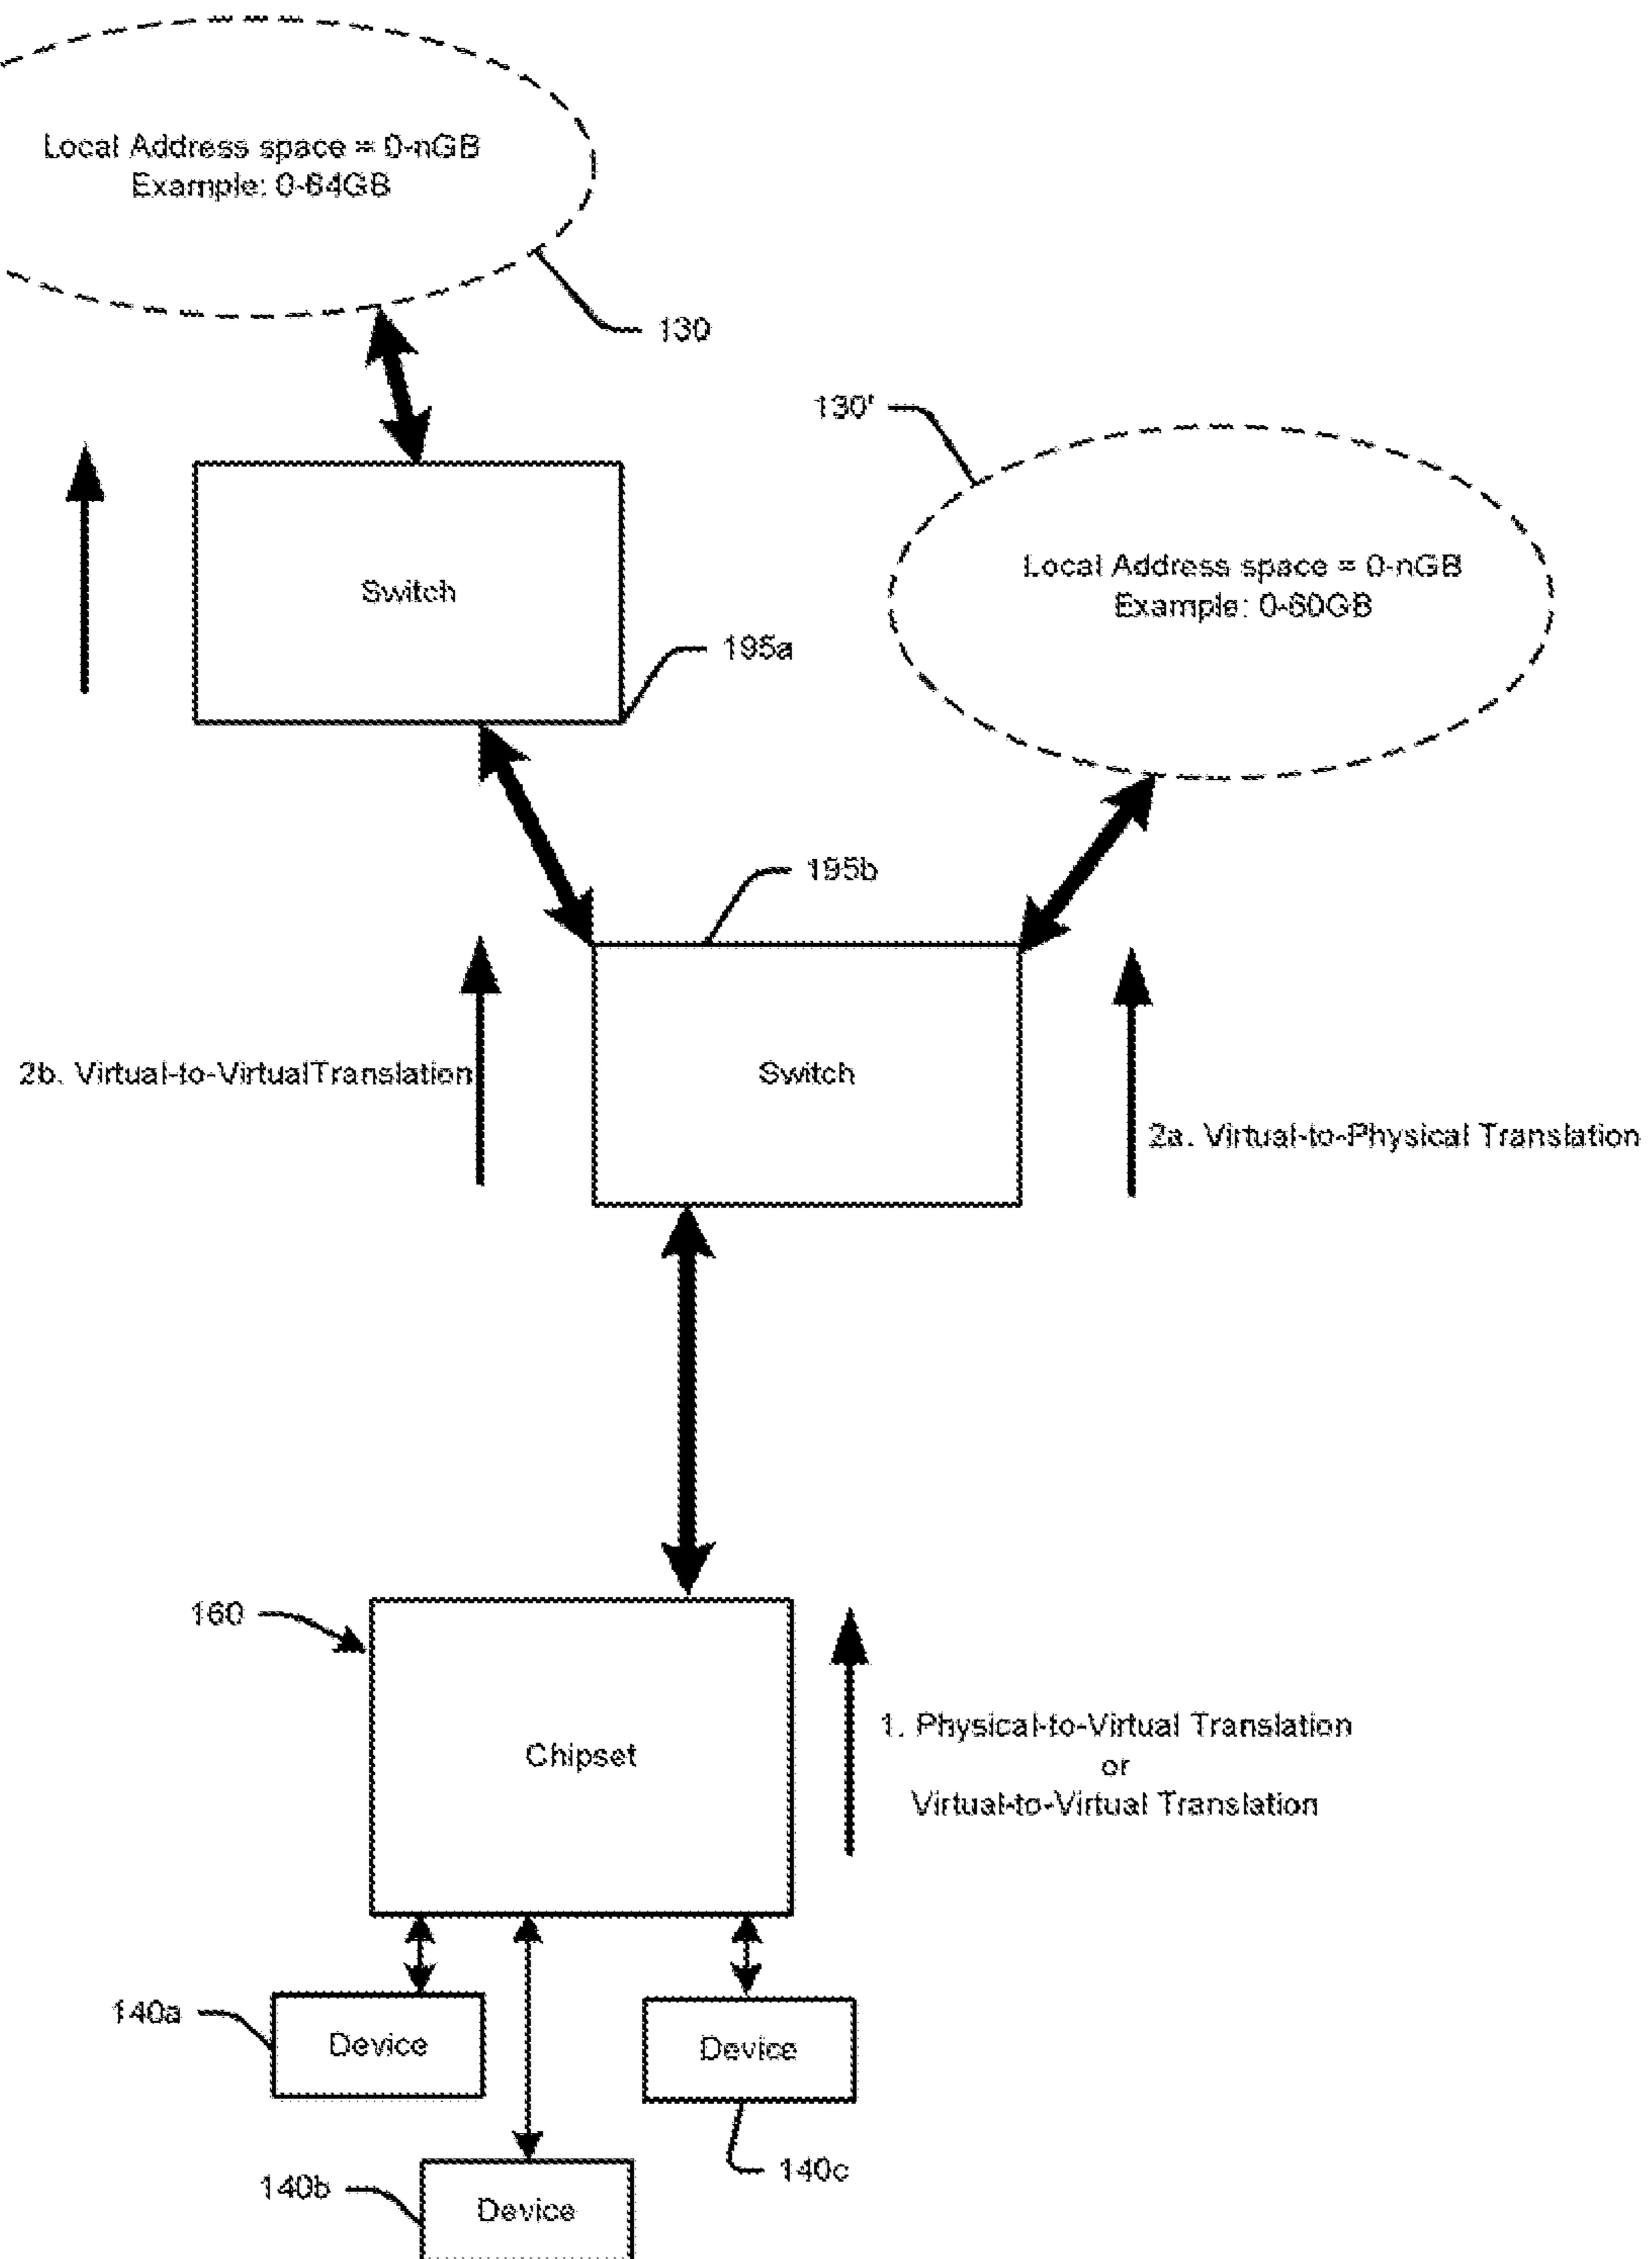 Local Address space = 0-nGB
Example: 0-64GB
130
130'
Local Address space = 0-nGB
Example: 0-60GB
Switch
195a
195b
2b. Virtual-to-VirtualTranslation
Switch
2a. Virtual-to-Physical Translation
160
Chipset
1. Physical-to-Virtual Translation
or
Virtual-to-Virtual Translation
140a
Device
Device
140c
140b
Device